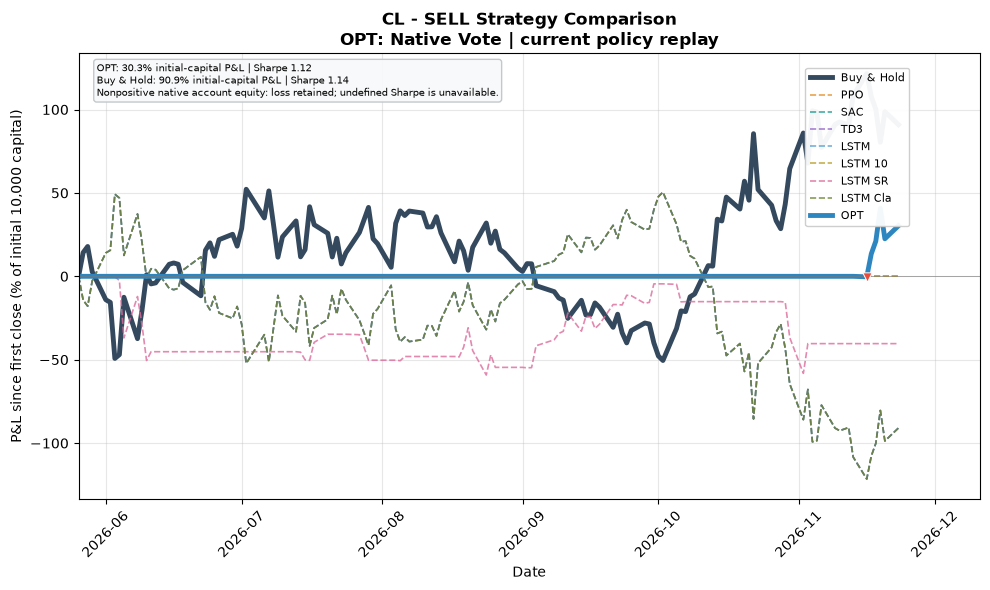 CL - SELL Strategy Comparison
OPT: Native Vote | current policy replay
OPT: 30.3% initial-capital P&L | Sharpe 1.12
Buy & Hold: 90.9% initial-capital P&L | Sharpe 1.14
Nonpositive native account equity: loss retained; undefined Sharpe is unavailable.
Buy & Hold
PPO
SAC
TD3
LSTM
LSTM 10
LSTM SR
LSTM Cla
OPT
P&L since first close (% of initial 10,000 capital)
100
50
0
−50
−100
2026-06
2026-07
2026-08
2026-09
2026-10
2026-11
2026-12
Date